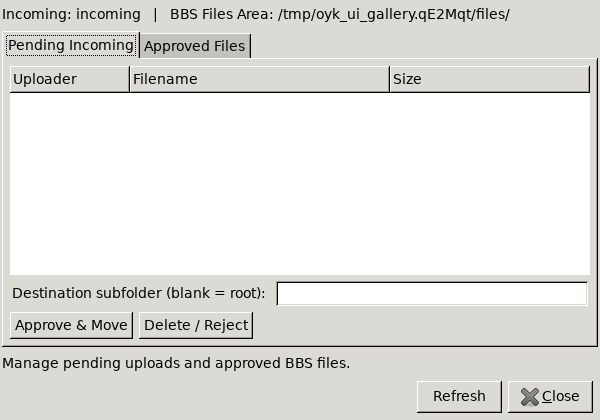 Incoming: incoming | BBS Files Area: /tmp/oyk_ui_gallery.qE2Mqt/files/
Pending Incoming Approved Files
Uploader Filename Size
Destination subfolder (blank = root):
Approve & Move Delete / Reject
Manage pending uploads and approved BBS files.
Refresh Close